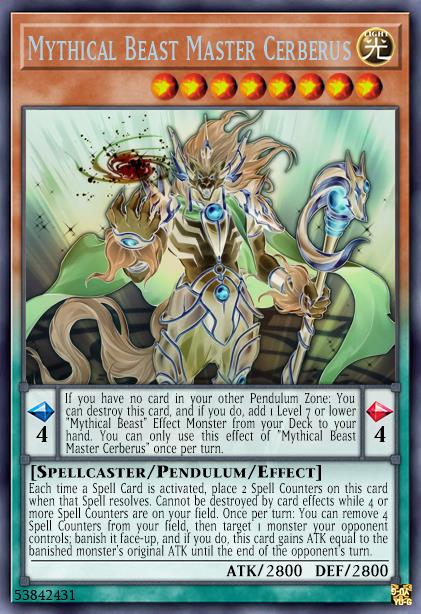 Mythical Beast Master Cerberus
LIGHT
光
If you have no card in your other Pendulum Zone: You
can destroy this card, and if you do, add 1 Level 7 or lower
"Mythical Beast" Effect Monster from your Deck to your
hand. You can only use this effect of "Mythical Beast
Master Cerberus" once per turn.
4
4
[Spellcaster/Pendulum/Effect]
Each time a Spell Card is activated, place 2 Spell Counters on this card
when that Spell resolves. Cannot be destroyed by card effects while 4 or
more Spell Counters are on your field. Once per turn: You can remove 4
Spell Counters from your field, then target 1 monster your opponent
controls; banish it face-up, and if you do, this card gains ATK equal to the
banished monster's original ATK until the end of the opponent's turn.
ATK/2800 DEF/2800
53842431